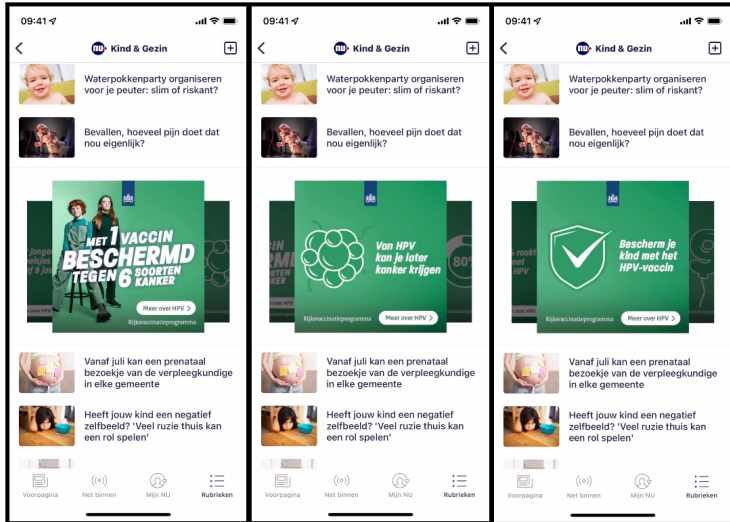 09:41
nu
Kind & Gezin
Waterpokkenparty organiseren
voor je peuter: slim of riskant?
Bevallen, hoeveel pijn doet dat
nou eigenlijk?
MET 1 VACCIN
BESCHERMD
TEGEN 6 SOORTEN
KANKER
Meer over HPV >
Rijksvaccinatieprogramma
Vanaf juli kan een prenataal
bezoekje van de verpleegkundige
in elke gemeente
Heeft jouw kind een negatief
zelfbeeld? 'Veel ruzie thuis kan
een rol spelen'
Voorpagina
Net binnen
Mijn NU
Rubrieken
09:41
nu
Kind & Gezin
Waterpokkenparty organiseren
voor je peuter: slim of riskant?
Bevallen, hoeveel pijn doet dat
nou eigenlijk?
Van HPV
kan je later
kanker krijgen
80%
Meer over HPV >
Rijksvaccinatieprogramma
Vanaf juli kan een prenataal
bezoekje van de verpleegkundige
in elke gemeente
Heeft jouw kind een negatief
zelfbeeld? 'Veel ruzie thuis kan
een rol spelen'
Voorpagina
Net binnen
Mijn NU
Rubrieken
09:41
nu
Kind & Gezin
Waterpokkenparty organiseren
voor je peuter: slim of riskant?
Bevallen, hoeveel pijn doet dat
nou eigenlijk?
Bescherm je
kind met het
HPV-vaccin
Meer over HPV >
Rijksvaccinatieprogramma
Vanaf juli kan een prenataal
bezoekje van de verpleegkundige
in elke gemeente
Heeft jouw kind een negatief
zelfbeeld? 'Veel ruzie thuis kan
een rol spelen'
Voorpagina
Net binnen
Mijn NU
Rubrieken